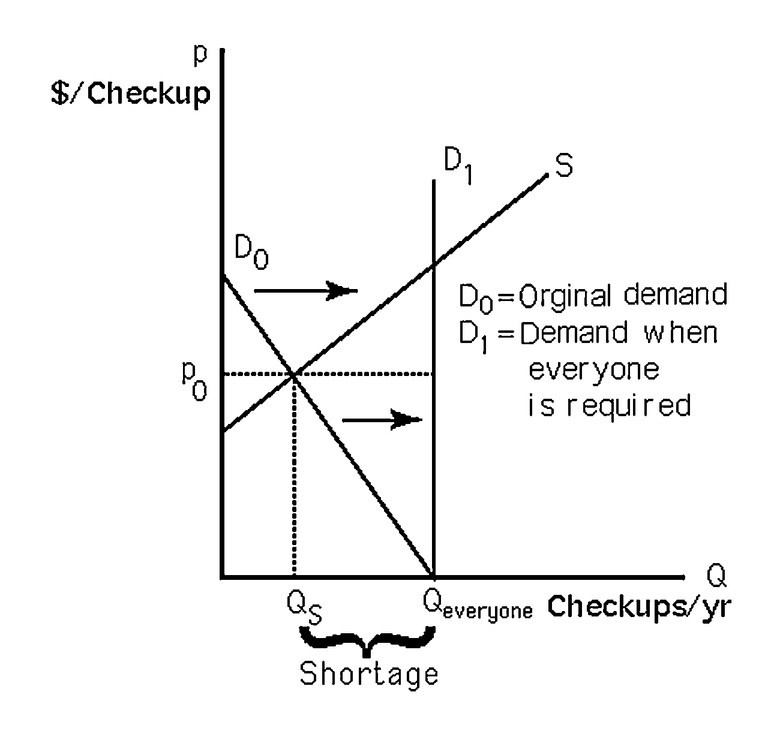 p
$/Checkup
D1
S
D0
D0=Orginal demand
D1=Demand when
everyone
is required
p0
Q
QS
Qeveryone Checkups/yr
Shortage